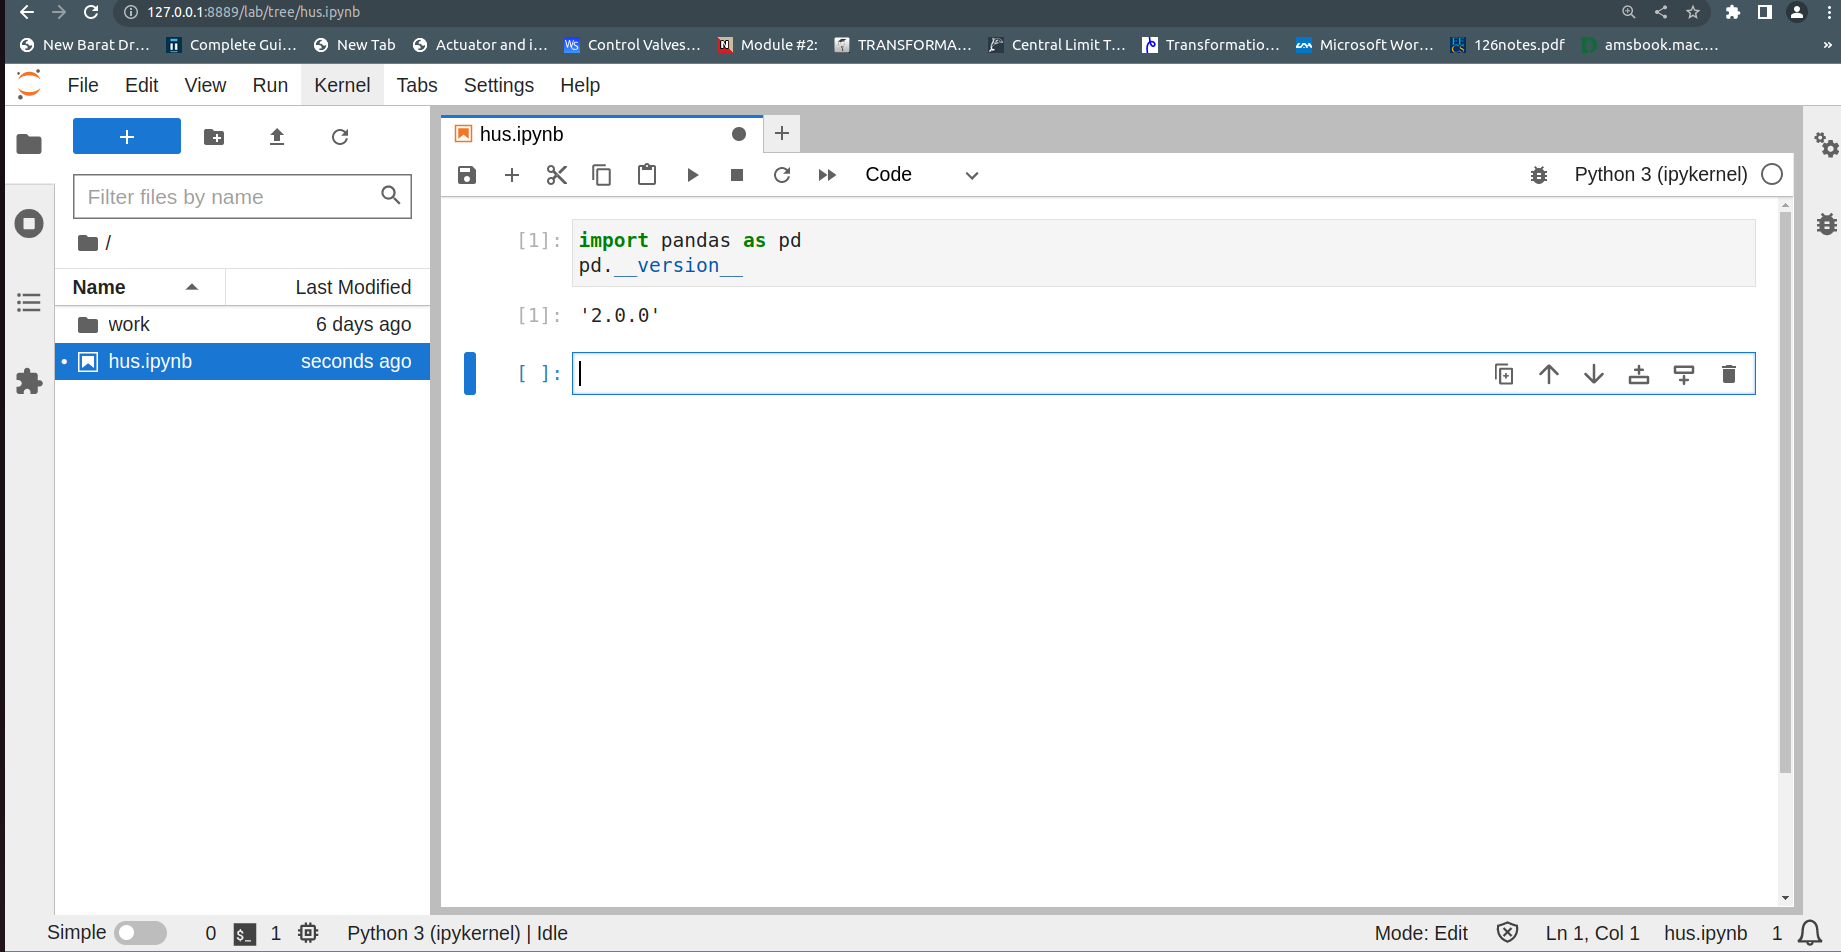 127.0.0.1:8889/lab/tree/hus.ipynb
New Barat Dr... Complete Gui... New Tab Actuator and i... Control Valves... Module #2: TRANSFORMA... Central Limit T... Transformatio... Microsoft Wor... 126notes.pdf amsbook.mac.... »
File Edit View Run Kernel Tabs Settings Help
hus.ipynb
Code
Python 3 (ipykernel)
Filter files by name
/
Name Last Modified
work 6 days ago
hus.ipynb seconds ago
[1]: import pandas as pd
pd.__version__
[1]: '2.0.0'
[ ]:
Simple 0 $_ 1 Python 3 (ipykernel) | Idle Mode: Edit Ln 1, Col 1 hus.ipynb 1